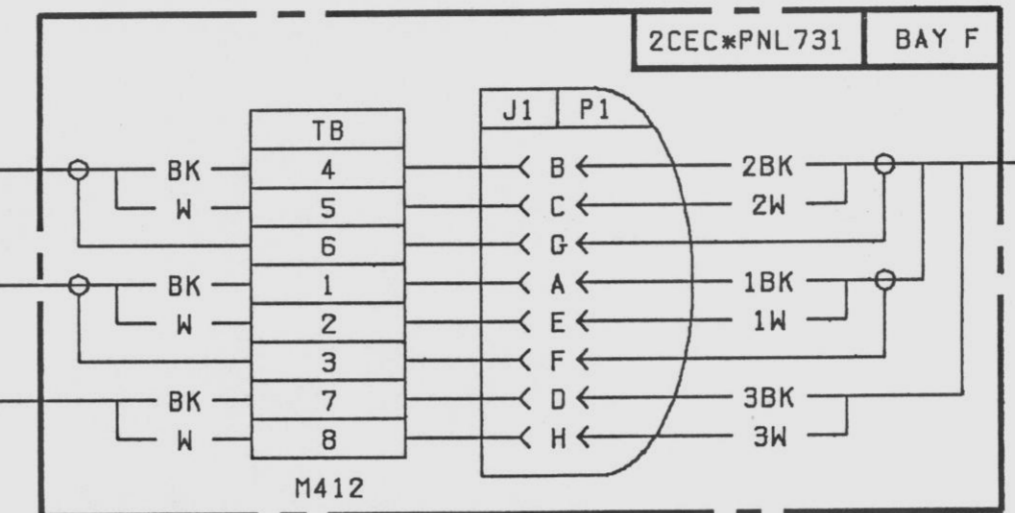 2CEC*PNL731 BAY F
J1 P1
TB
BK 4 B 2BK
W 5 C 2W
6 G
BK 1 A 1BK
W 2 E 1W
3 F
BK 7 D 3BK
W 8 H 3W
M412